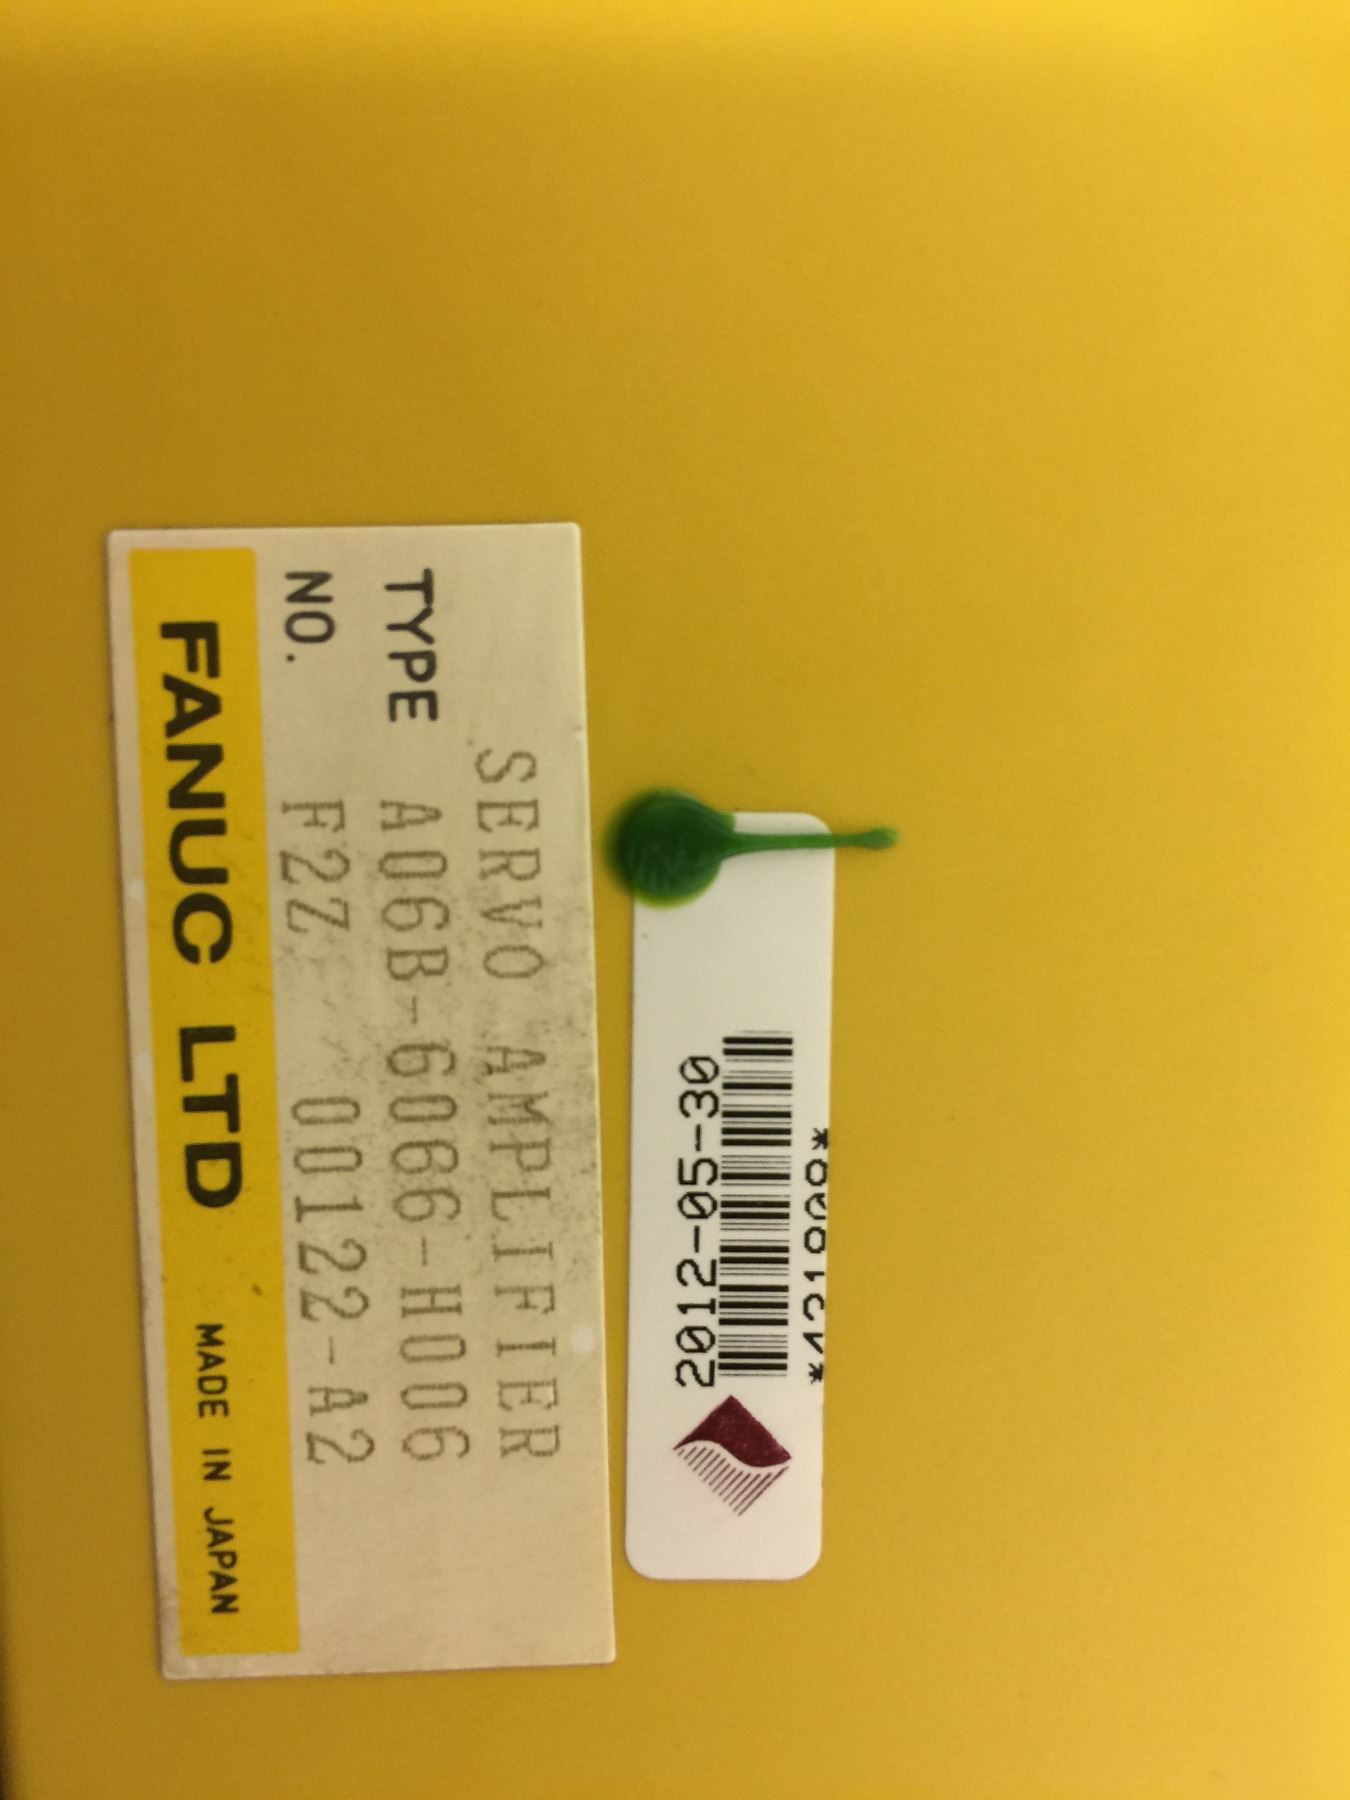 SERVO AMPLIFIER
TYPE A06B-6066-H006
NO. F2Z 00122-A2
FANUC LTD MADE IN JAPAN
2012-05-30